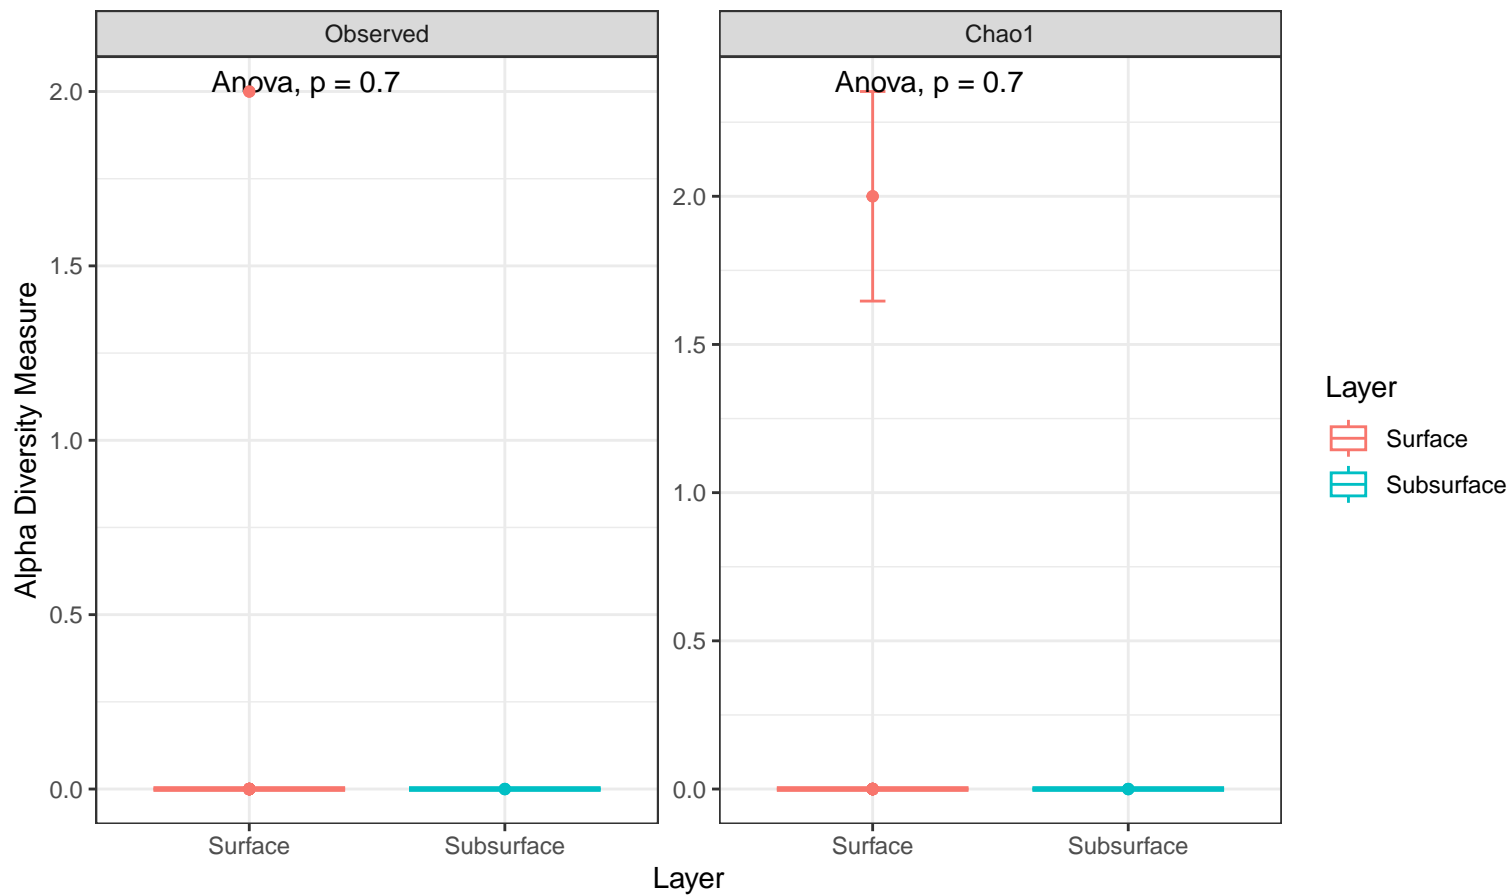 Observed
Chao1
Anova, p = 0.7
Anova, p = 0.7
2.0
1.5
1.0
0.5
0.0
2.0
1.5
1.0
0.5
0.0
Alpha Diversity Measure
Surface
Subsurface
Surface
Subsurface
Layer
Layer
Surface
Subsurface